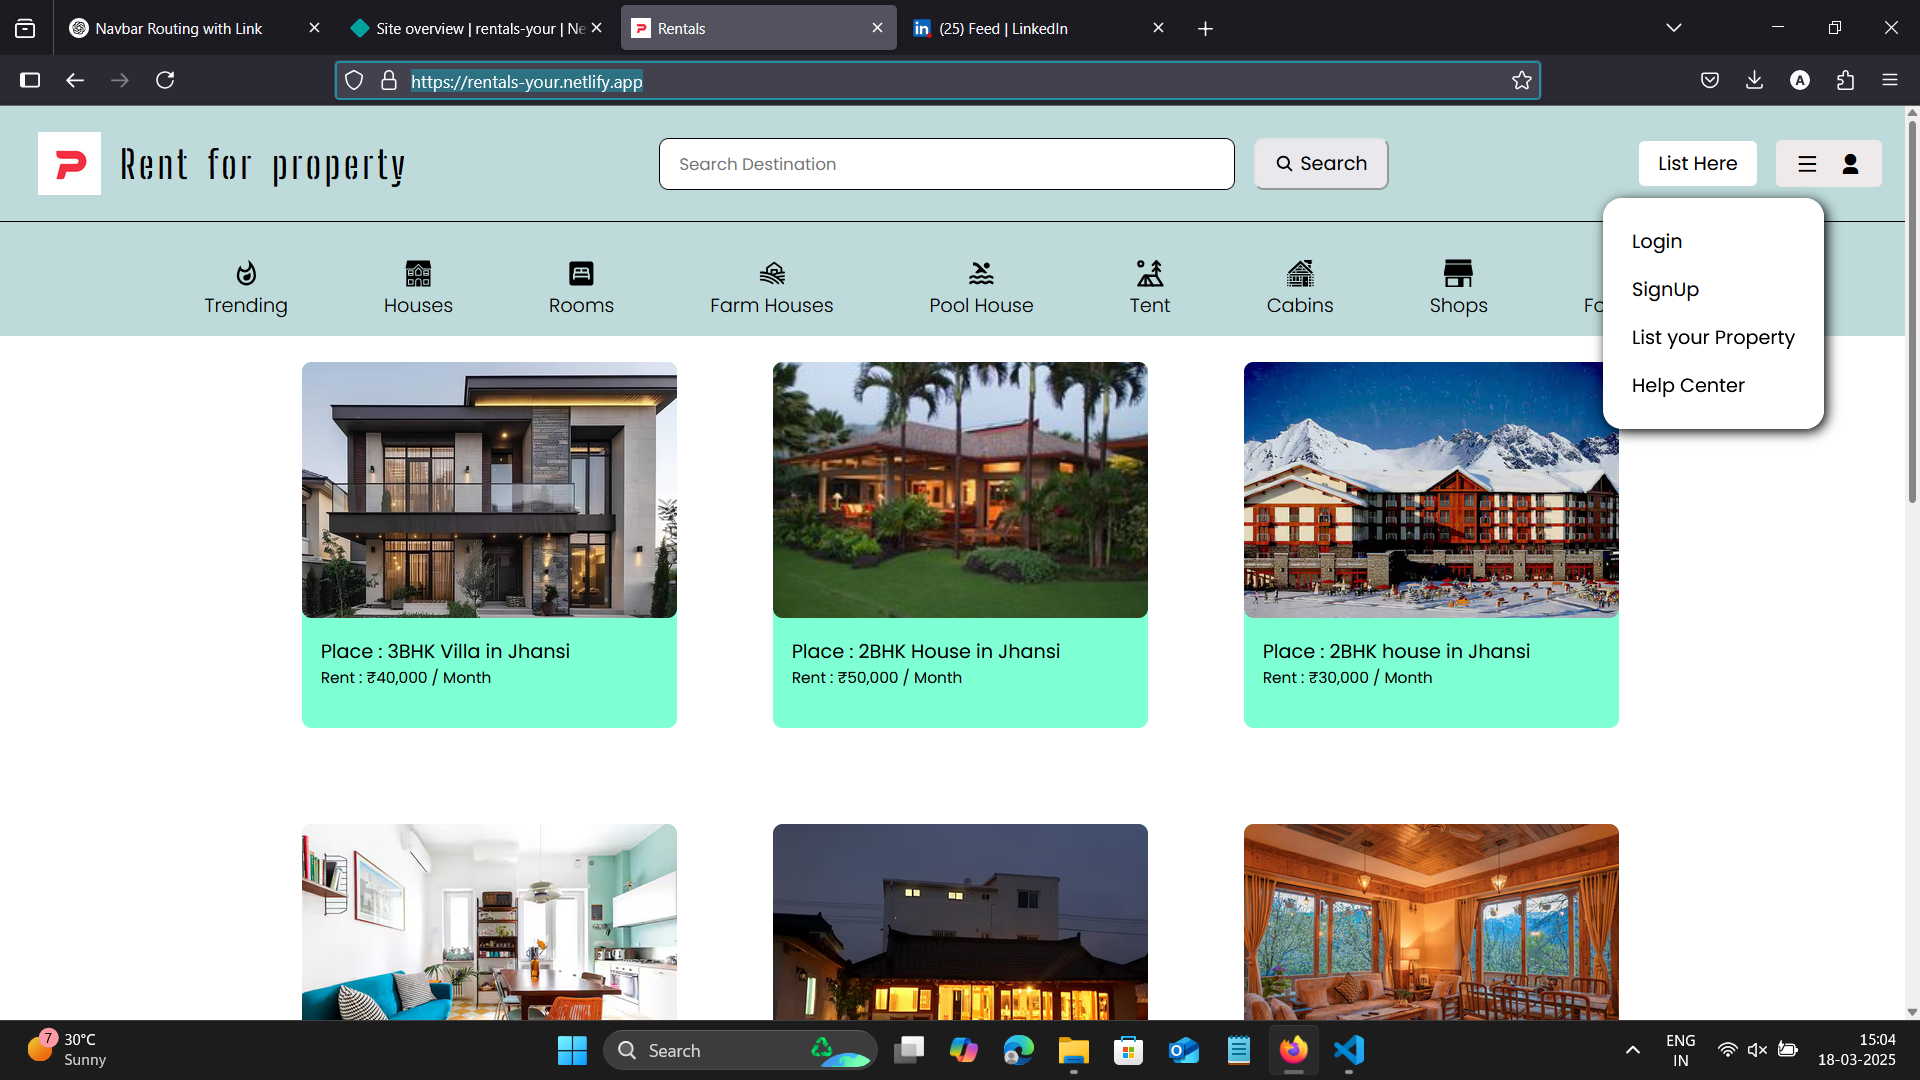 Navbar Routing with Link
Site overview | rentals-your | Ne
Rentals
(25) Feed | LinkedIn
https://rentals-your.netlify.app
A
Rent for property
Search Destination
Search
List Here
Login
SignUp
List your Property
Help Center
Trending
Houses
Rooms
Farm Houses
Pool House
Tent
Cabins
Shops
Fo
Place : 3BHK Villa in Jhansi
Rent : ₹40,000 / Month
Place : 2BHK House in Jhansi
Rent : ₹50,000 / Month
Place : 2BHK house in Jhansi
Rent : ₹30,000 / Month
7
30°C
Sunny
Search
ENG
IN
15:04
18-03-2025